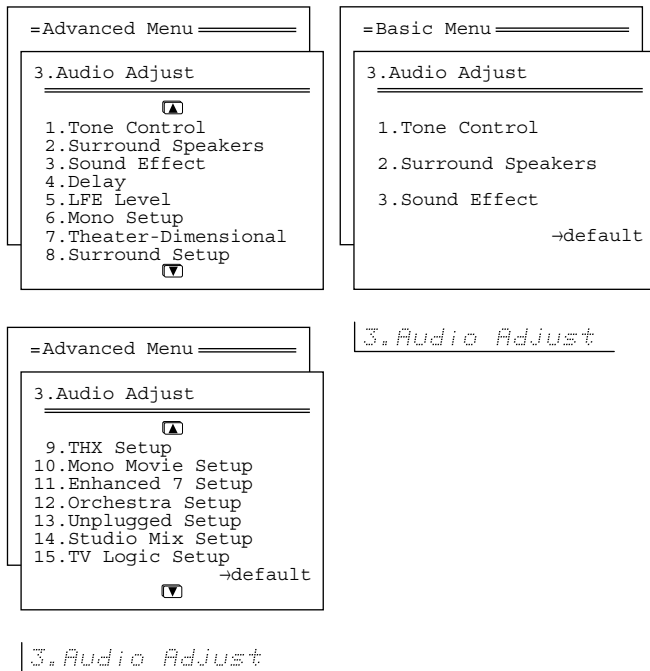 =Advanced Menu
3.Audio Adjust
1.Tone Control
2.Surround Speakers
3.Sound Effect
4.Delay
5.LFE Level
6.Mono Setup
7.Theater-Dimensional
8.Surround Setup
=Basic Menu
3.Audio Adjust
1.Tone Control
2.Surround Speakers
3.Sound Effect
→default
3.Audio Adjust
=Advanced Menu
3.Audio Adjust
9.THX Setup
10.Mono Movie Setup
11.Enhanced 7 Setup
12.Orchestra Setup
13.Unplugged Setup
14.Studio Mix Setup
15.TV Logic Setup
→default
3.Audio Adjust